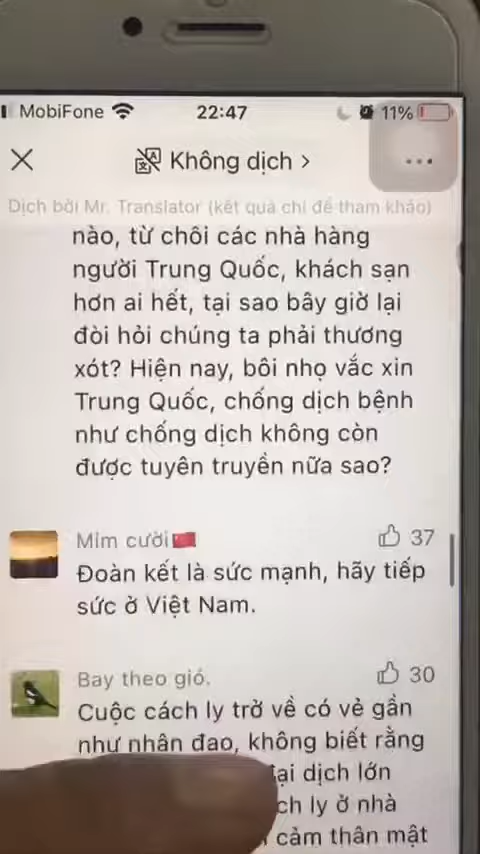 MobiFone 22:47 11%
Không dịch >
Dịch bởi Mr. Translator (kết quả chỉ để tham khảo)
nào, từ chối các nhà hàng
người Trung Quốc, khách sạn
hơn ai hết, tại sao bây giờ lại
đòi hỏi chúng ta phải thương
xót? Hiện nay, bôi nhọ vắc xin
Trung Quốc, chống dịch bệnh
như chống dịch không còn
được tuyên truyền nữa sao?
Mỉm cười 37
Đoàn kết là sức mạnh, hãy tiếp
sức ở Việt Nam.
Bay theo gió. 30
Cuộc cách ly trở về có vẻ gần
như nhân đạo, không biết rằng
đại dịch lớn
ch ly ở nhà
cảm thân mật